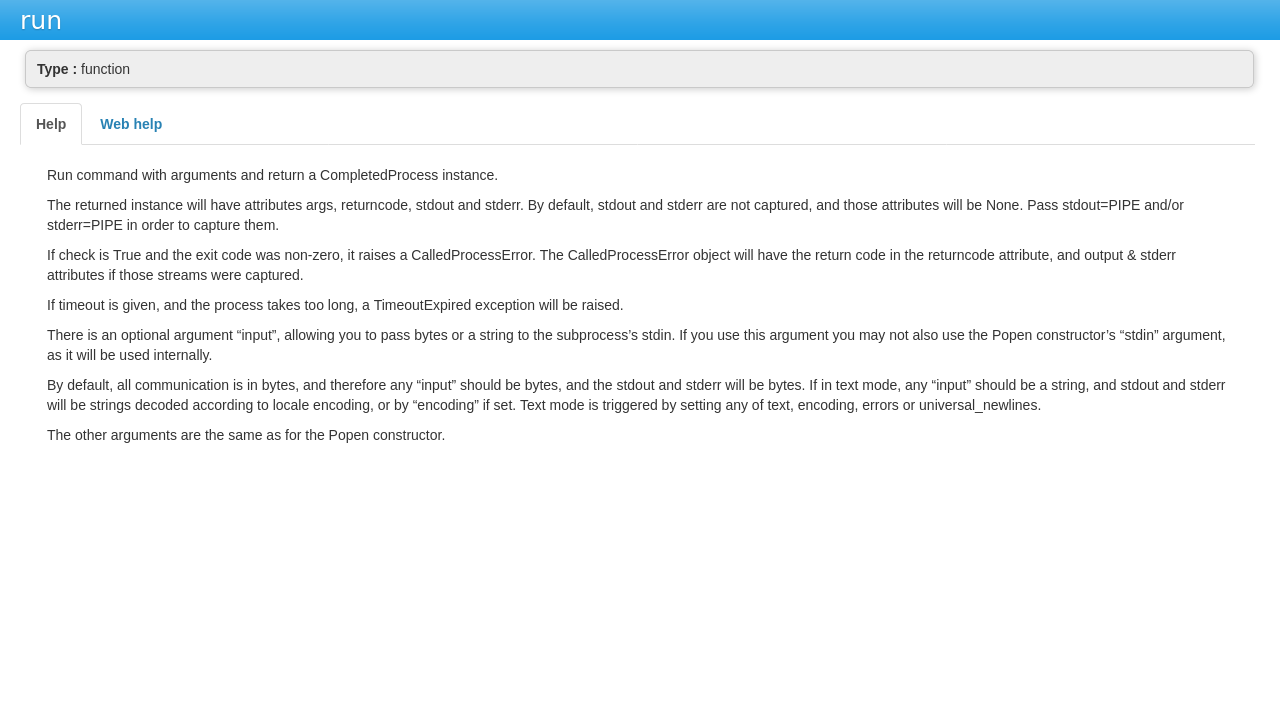 run
Type : function
Help
Web help
Run command with arguments and return a CompletedProcess instance.
The returned instance will have attributes args, returncode, stdout and stderr. By default, stdout and stderr are not captured, and those attributes will be None. Pass stdout=PIPE and/or
stderr=PIPE in order to capture them.
If check is True and the exit code was non-zero, it raises a CalledProcessError. The CalledProcessError object will have the return code in the returncode attribute, and output & stderr
attributes if those streams were captured.
If timeout is given, and the process takes too long, a TimeoutExpired exception will be raised.
There is an optional argument “input”, allowing you to pass bytes or a string to the subprocess’s stdin. If you use this argument you may not also use the Popen constructor’s “stdin” argument,
as it will be used internally.
By default, all communication is in bytes, and therefore any “input” should be bytes, and the stdout and stderr will be bytes. If in text mode, any “input” should be a string, and stdout and stderr
will be strings decoded according to locale encoding, or by “encoding” if set. Text mode is triggered by setting any of text, encoding, errors or universal_newlines.
The other arguments are the same as for the Popen constructor.